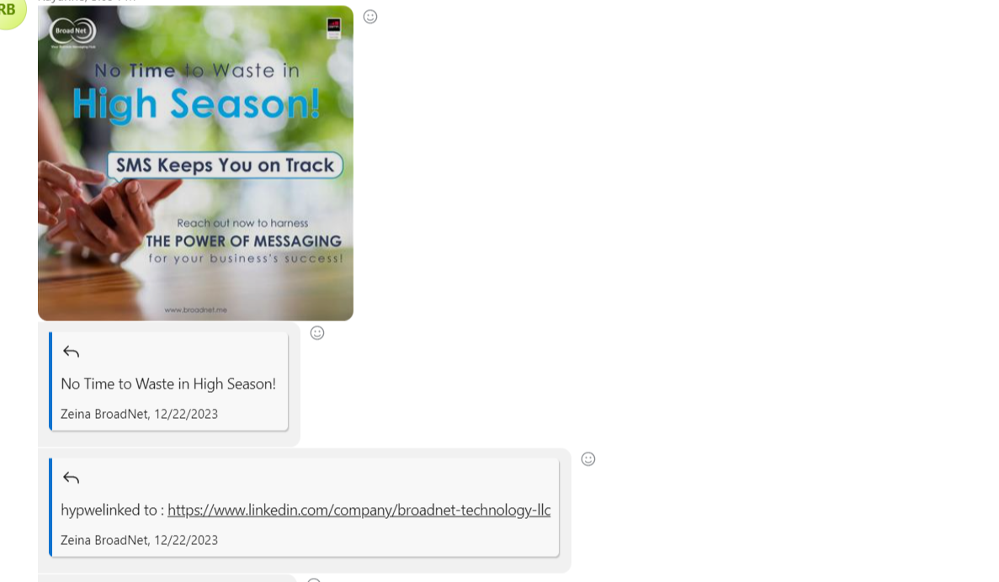 RB
Broad Net
No Time to Waste in
High Season!
SMS Keeps You on Track
Reach out now to harness
THE POWER OF MESSAGING
for your business's success!
www.broadnet.me
No Time to Waste in High Season!
Zeina BroadNet, 12/22/2023
hypwelinked to : https://www.linkedin.com/company/broadnet-technology-llc
Zeina BroadNet, 12/22/2023